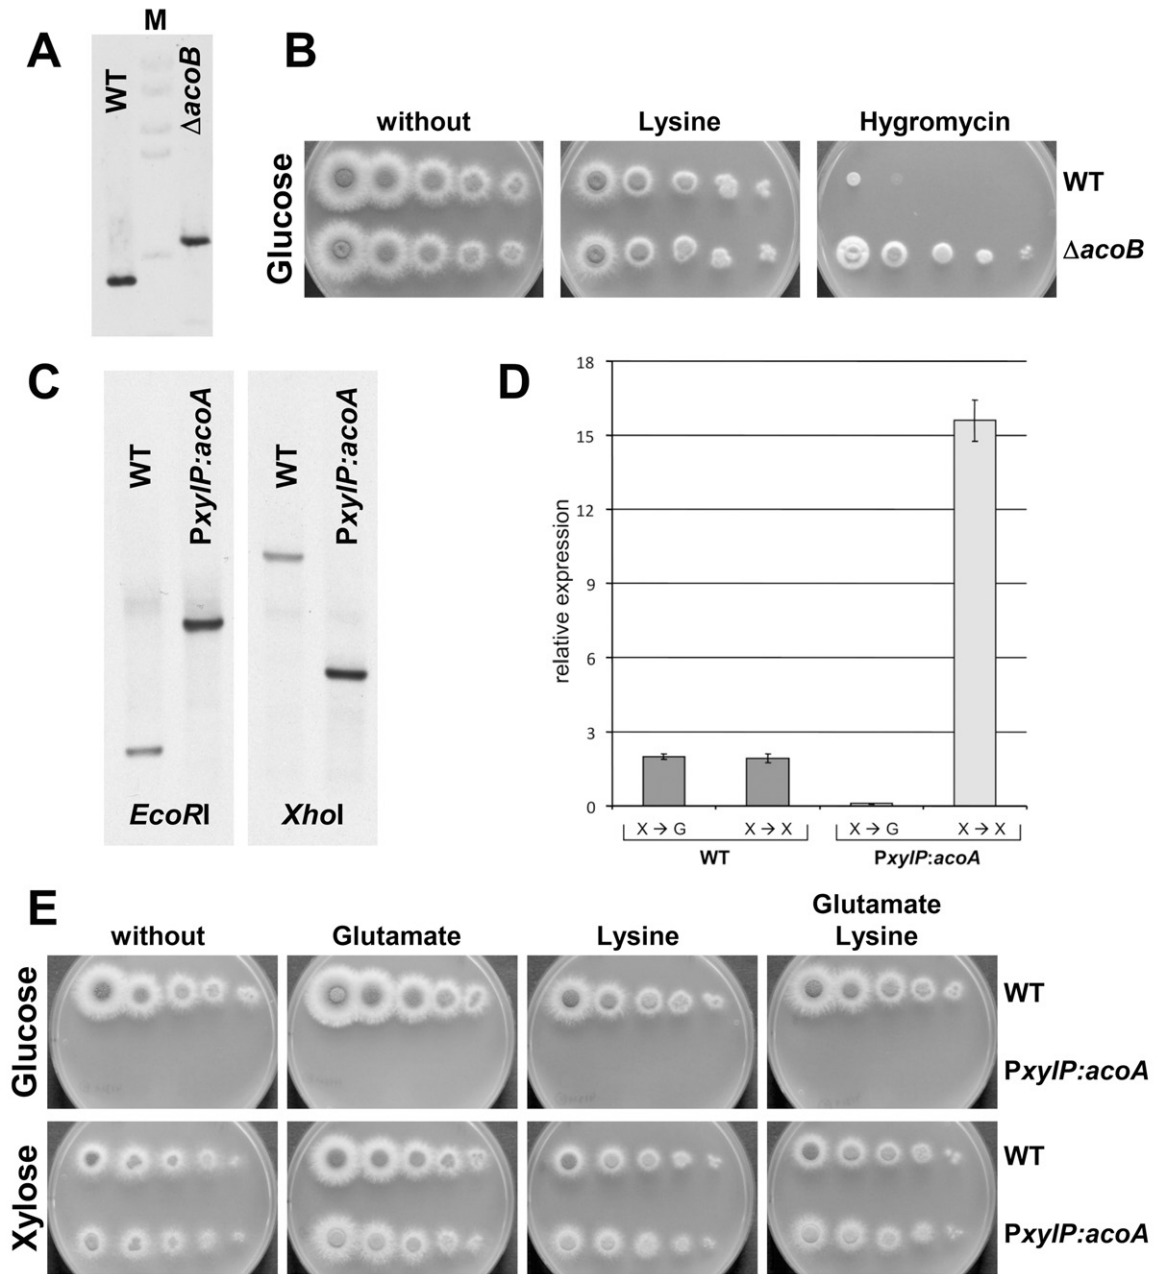 A
M
WT
ΔacoB
B
without
Lysine
Hygromycin
Glucose
WT
ΔacoB
C
WT
PxylP:acoA
WT
PxylP:acoA
EcoRI
XhoI
D
relative expression
18
15
12
9
6
3
0
X → G
X → X
X → G
X → X
WT
PxylP:acoA
E
without
Glutamate
Lysine
Glutamate
Lysine
Glucose
WT
PxylP:acoA
Xylose
WT
PxylP:acoA